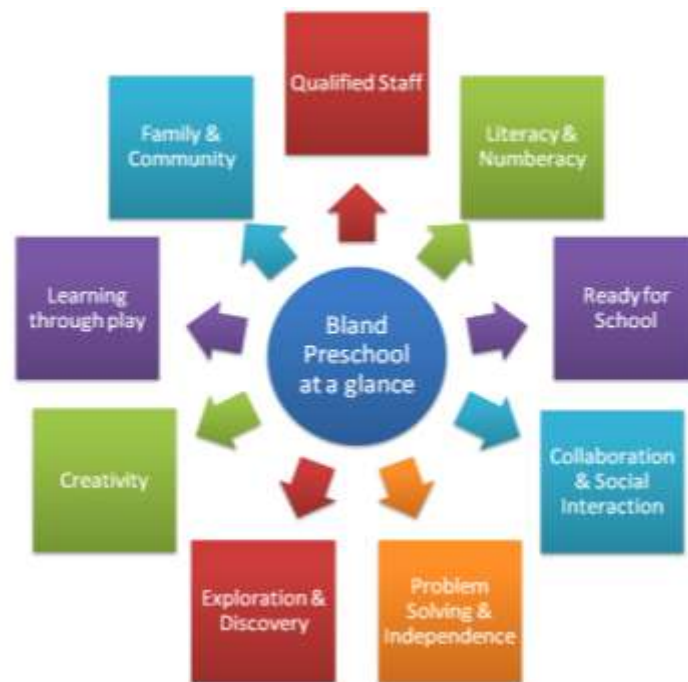 Qualified Staff
Family &
Community
Literacy &
Numberacy
Learning
through play
Bland
Preschool
at a glance
Ready for
School
Creativity
Collaboration
& Social
Interaction
Exploration &
Discovery
Problem
Solving &
Independence